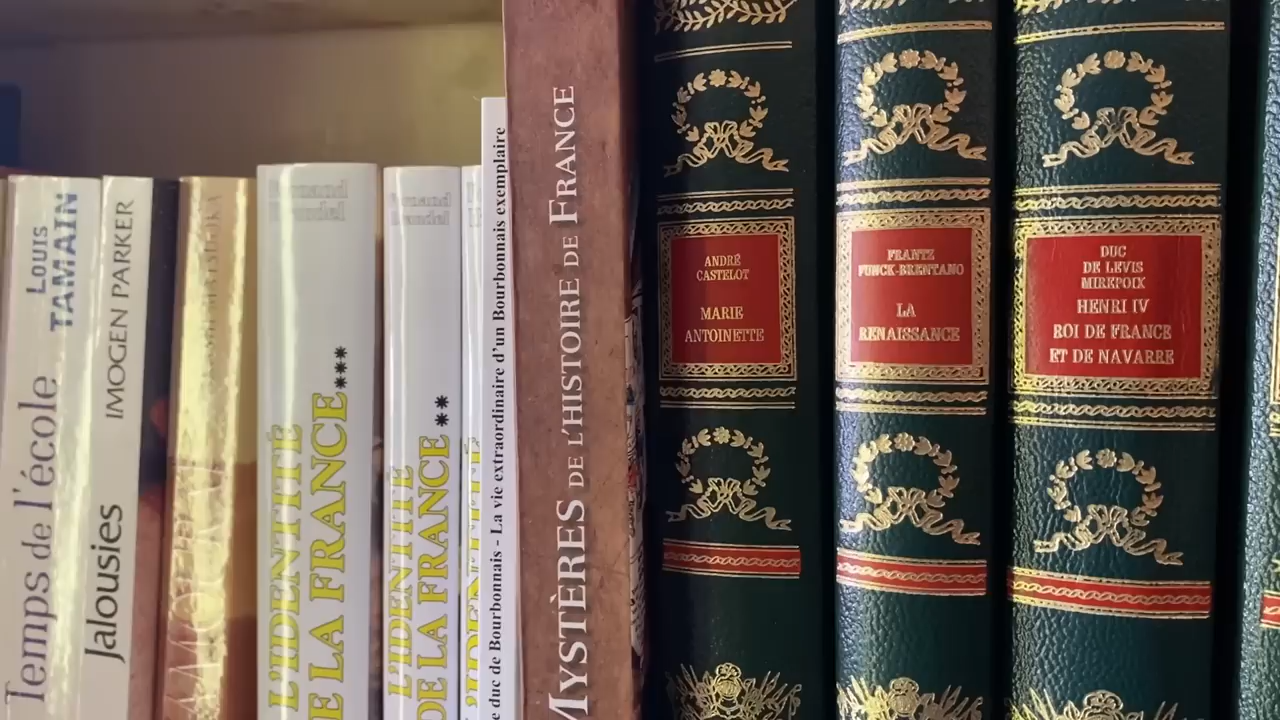 LOUIS
TAMAIN
Temps de l'école
IMOGEN PARKER
Jalousies
L'IDENTITÉ
E LA FRANCE****
L'IDENTITÉ
DE LA FRANCE**
L'IDENTITÉ
e duc de Bourbonnais - La vie extraordinaire d'un Bourbonnais exemplaire
MYSTÈRES DE L'HISTOIRE DE FRANCE
ANDRÉ
CASTELOT
MARIE
ANTOINETTE
FRANTZ
FUNCK-BRENTANO
LA
RENAISSANCE
DUC
DE LEVIS
MIREPOIX
HENRI IV
ROI DE FRANCE
ET DE NAVARRE